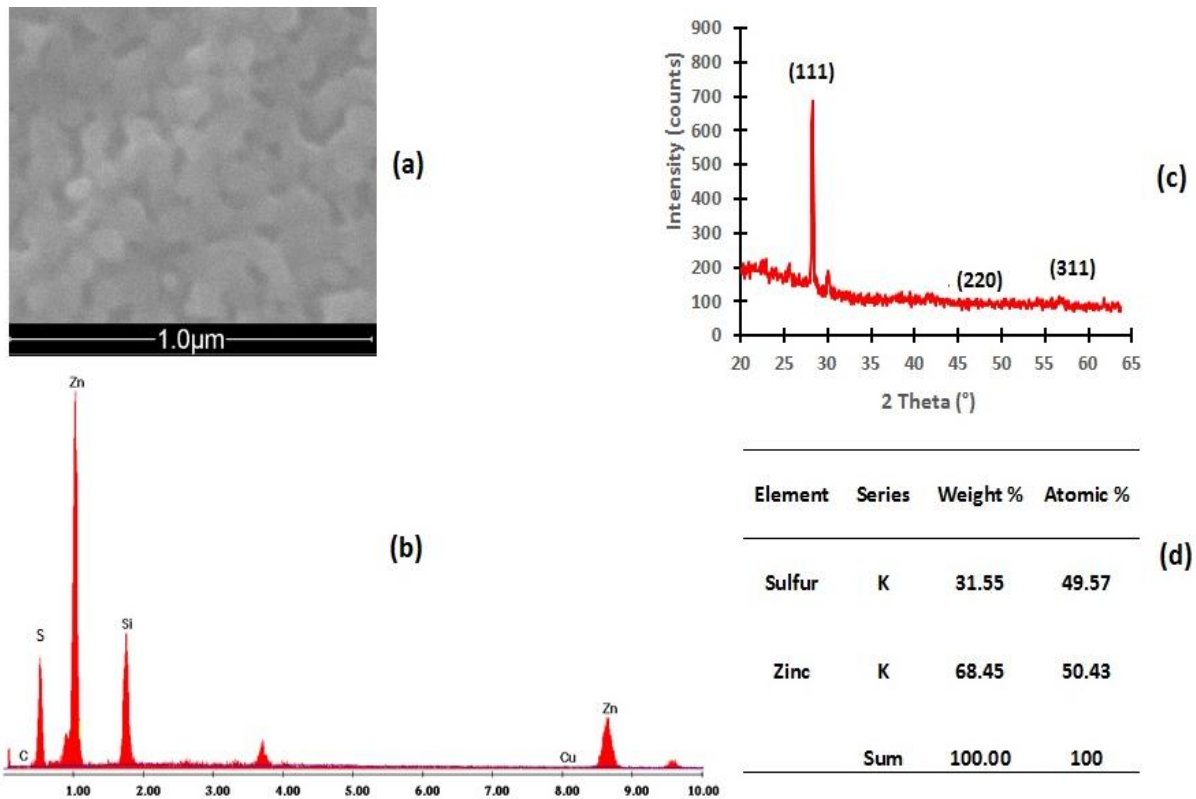 (a)
1.0µm
Zn
S
Si
(b)
Zn
C
Cu
1.00 2.00 3.00 4.00 5.00 6.00 7.00 8.00 9.00 10.00
900
800
700
600
500
400
300
200
100
0
Intensity (counts)
(111)
(220)
(311)
20 25 30 35 40 45 50 55 60 65
2 Theta (°)
(c)
Element Series Weight % Atomic %
Sulfur K 31.55 49.57
Zinc K 68.45 50.43
Sum 100.00 100
(d)